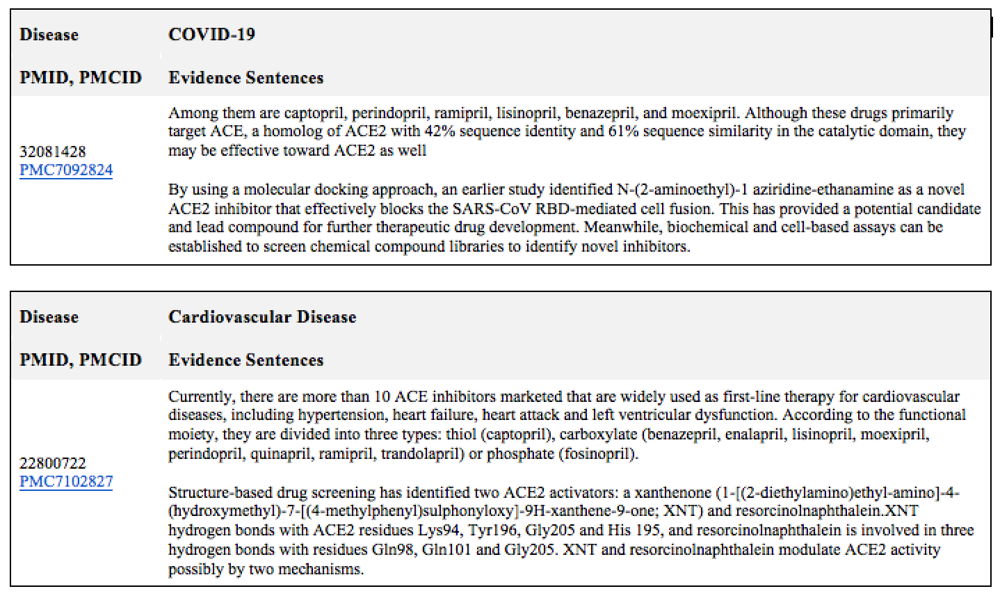 Disease COVID-19
PMID, PMCID Evidence Sentences
32081428
PMC7092824
Among them are captopril, perindopril, ramipril, lisinopril, benazepril, and moexipril. Although these drugs primarily
target ACE, a homolog of ACE2 with 42% sequence identity and 61% sequence similarity in the catalytic domain, they
may be effective toward ACE2 as well
By using a molecular docking approach, an earlier study identified N-(2-aminoethyl)-1 aziridine-ethanamine as a novel
ACE2 inhibitor that effectively blocks the SARS-CoV RBD-mediated cell fusion. This has provided a potential candidate
and lead compound for further therapeutic drug development. Meanwhile, biochemical and cell-based assays can be
established to screen chemical compound libraries to identify novel inhibitors.
Disease Cardiovascular Disease
PMID, PMCID Evidence Sentences
22800722
PMC7102827
Currently, there are more than 10 ACE inhibitors marketed that are widely used as first-line therapy for cardiovascular
diseases, including hypertension, heart failure, heart attack and left ventricular dysfunction. According to the functional
moiety, they are divided into three types: thiol (captopril), carboxylate (benazepril, enalapril, lisinopril, moexipril,
perindopril, quinapril, ramipril, trandolapril) or phosphate (fosinopril).
Structure-based drug screening has identified two ACE2 activators: a xanthenone (1-[(2-diethylamino)ethyl-amino]-4-
(hydroxymethyl)-7-[(4-methylphenyl)sulphonyloxy]-9H-xanthene-9-one; XNT) and resorcinolnaphthalein.XNT
hydrogen bonds with ACE2 residues Lys94, Tyr196, Gly205 and His 195, and resorcinolnaphthalein is involved in three
hydrogen bonds with residues Gln98, Gln101 and Gly205. XNT and resorcinolnaphthalein modulate ACE2 activity
possibly by two mechanisms.